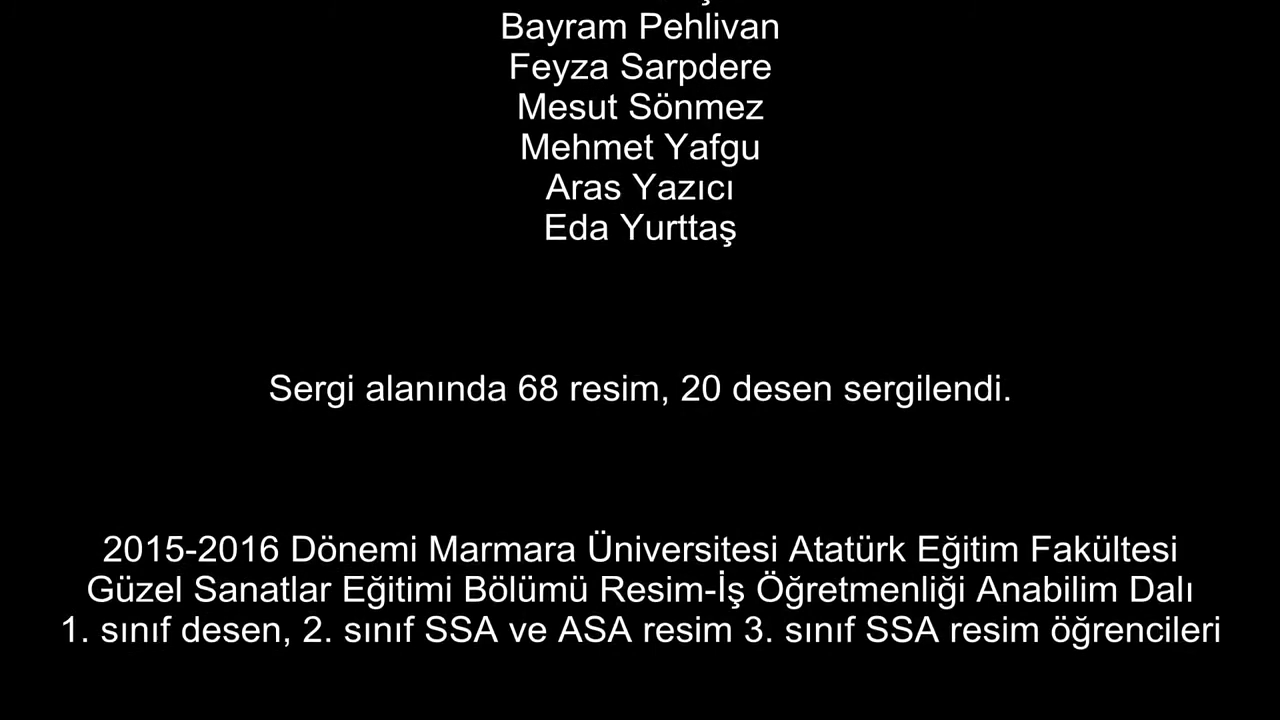 Bayram Pehlivan
Feyza Sarpdere
Mesut Sönmez
Mehmet Yafgu
Aras Yazıcı
Eda Yurttaş
Sergi alanında 68 resim, 20 desen sergilendi.
2015-2016 Dönemi Marmara Üniversitesi Atatürk Eğitim Fakültesi
Güzel Sanatlar Eğitimi Bölümü Resim-İş Öğretmenliği Anabilim Dalı
1. sınıf desen, 2. sınıf SSA ve ASA resim 3. sınıf SSA resim öğrencileri